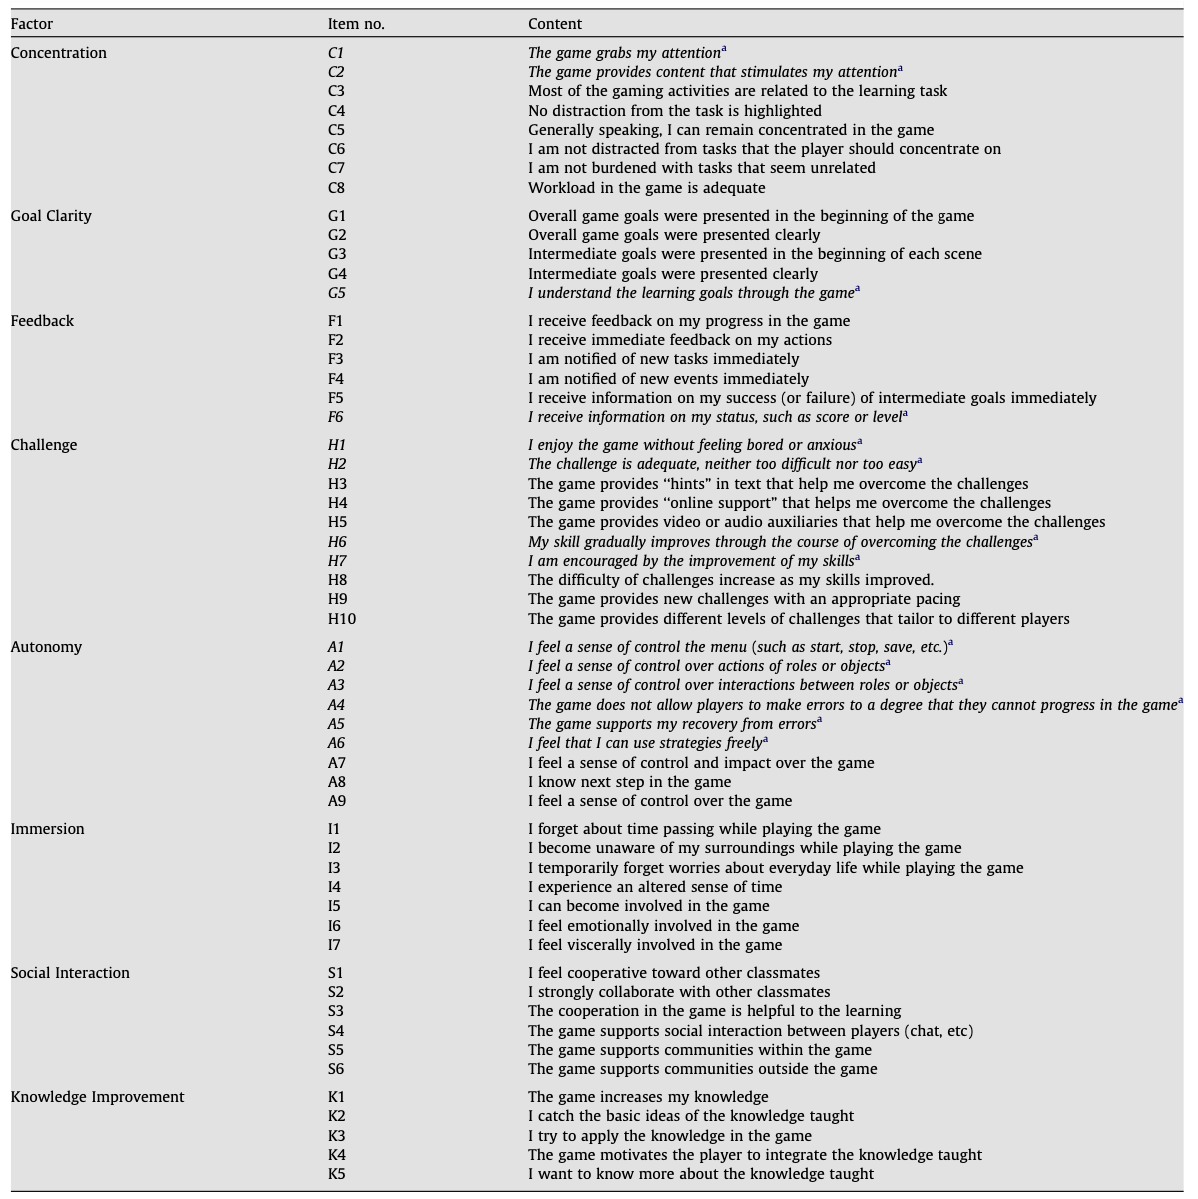 Factor Item no. Content
Concentration C1 The game grabs my attentionᵃ
C2 The game provides content that stimulates my attentionᵃ
C3 Most of the gaming activities are related to the learning task
C4 No distraction from the task is highlighted
C5 Generally speaking, I can remain concentrated in the game
C6 I am not distracted from tasks that the player should concentrate on
C7 I am not burdened with tasks that seem unrelated
C8 Workload in the game is adequate
Goal Clarity G1 Overall game goals were presented in the beginning of the game
G2 Overall game goals were presented clearly
G3 Intermediate goals were presented in the beginning of each scene
G4 Intermediate goals were presented clearly
G5 I understand the learning goals through the gameᵃ
Feedback F1 I receive feedback on my progress in the game
F2 I receive immediate feedback on my actions
F3 I am notified of new tasks immediately
F4 I am notified of new events immediately
F5 I receive information on my success (or failure) of intermediate goals immediately
F6 I receive information on my status, such as score or levelᵃ
Challenge H1 I enjoy the game without feeling bored or anxiousᵃ
H2 The challenge is adequate, neither too difficult nor too easyᵃ
H3 The game provides “hints” in text that help me overcome the challenges
H4 The game provides “online support” that helps me overcome the challenges
H5 The game provides video or audio auxiliaries that help me overcome the challenges
H6 My skill gradually improves through the course of overcoming the challengesᵃ
H7 I am encouraged by the improvement of my skillsᵃ
H8 The difficulty of challenges increase as my skills improved.
H9 The game provides new challenges with an appropriate pacing
H10 The game provides different levels of challenges that tailor to different players
Autonomy A1 I feel a sense of control the menu (such as start, stop, save, etc.)ᵃ
A2 I feel a sense of control over actions of roles or objectsᵃ
A3 I feel a sense of control over interactions between roles or objectsᵃ
A4 The game does not allow players to make errors to a degree that they cannot progress in the gameᵃ
A5 The game supports my recovery from errorsᵃ
A6 I feel that I can use strategies freelyᵃ
A7 I feel a sense of control and impact over the game
A8 I know next step in the game
A9 I feel a sense of control over the game
Immersion I1 I forget about time passing while playing the game
I2 I become unaware of my surroundings while playing the game
I3 I temporarily forget worries about everyday life while playing the game
I4 I experience an altered sense of time
I5 I can become involved in the game
I6 I feel emotionally involved in the game
I7 I feel viscerally involved in the game
Social Interaction S1 I feel cooperative toward other classmates
S2 I strongly collaborate with other classmates
S3 The cooperation in the game is helpful to the learning
S4 The game supports social interaction between players (chat, etc)
S5 The game supports communities within the game
S6 The game supports communities outside the game
Knowledge Improvement K1 The game increases my knowledge
K2 I catch the basic ideas of the knowledge taught
K3 I try to apply the knowledge in the game
K4 The game motivates the player to integrate the knowledge taught
K5 I want to know more about the knowledge taught